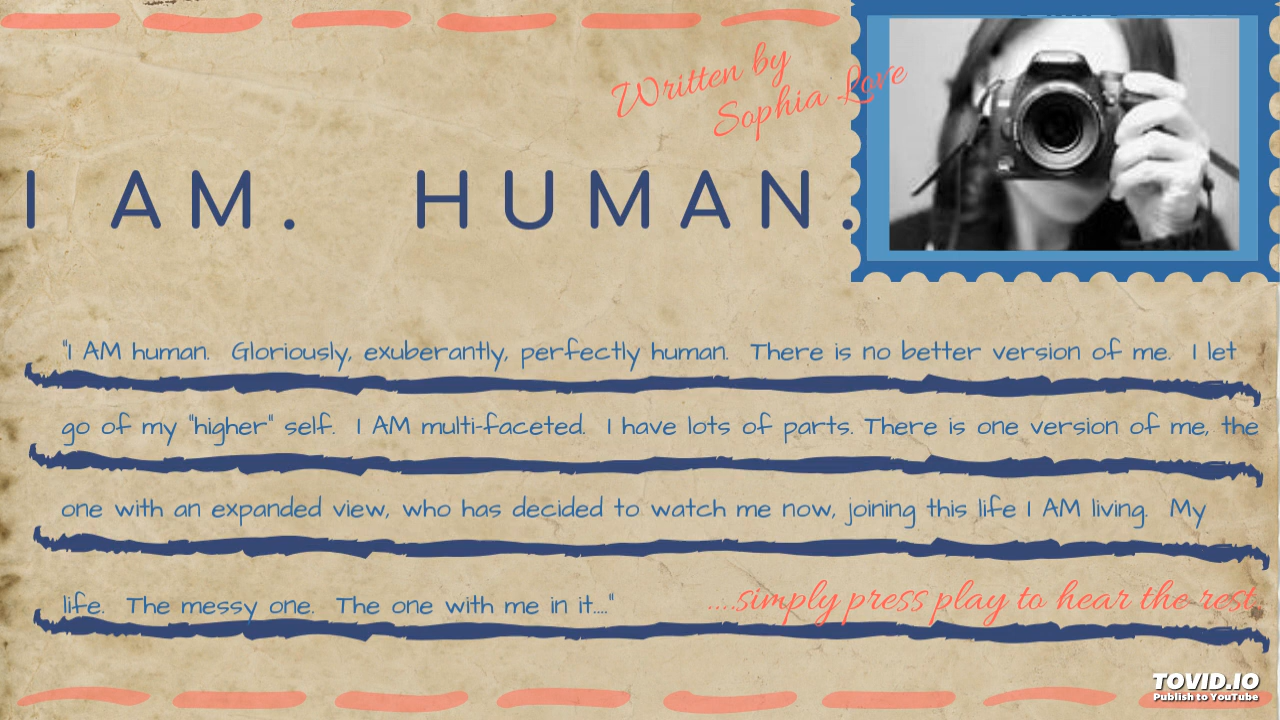 Written by
Sophia Love
I AM. HUMAN.
"I AM human. Gloriously, exuberantly, perfectly human. There is no better version of me. I let
go of my "higher" self. I AM multi-faceted. I have lots of parts. There is one version of me, the
one with an expanded view, who has decided to watch me now, joining this life I AM living. My
life. The messy one. The one with me in it...."
....simply press play to hear the rest.
TOVID.IO
Publish to YouTube